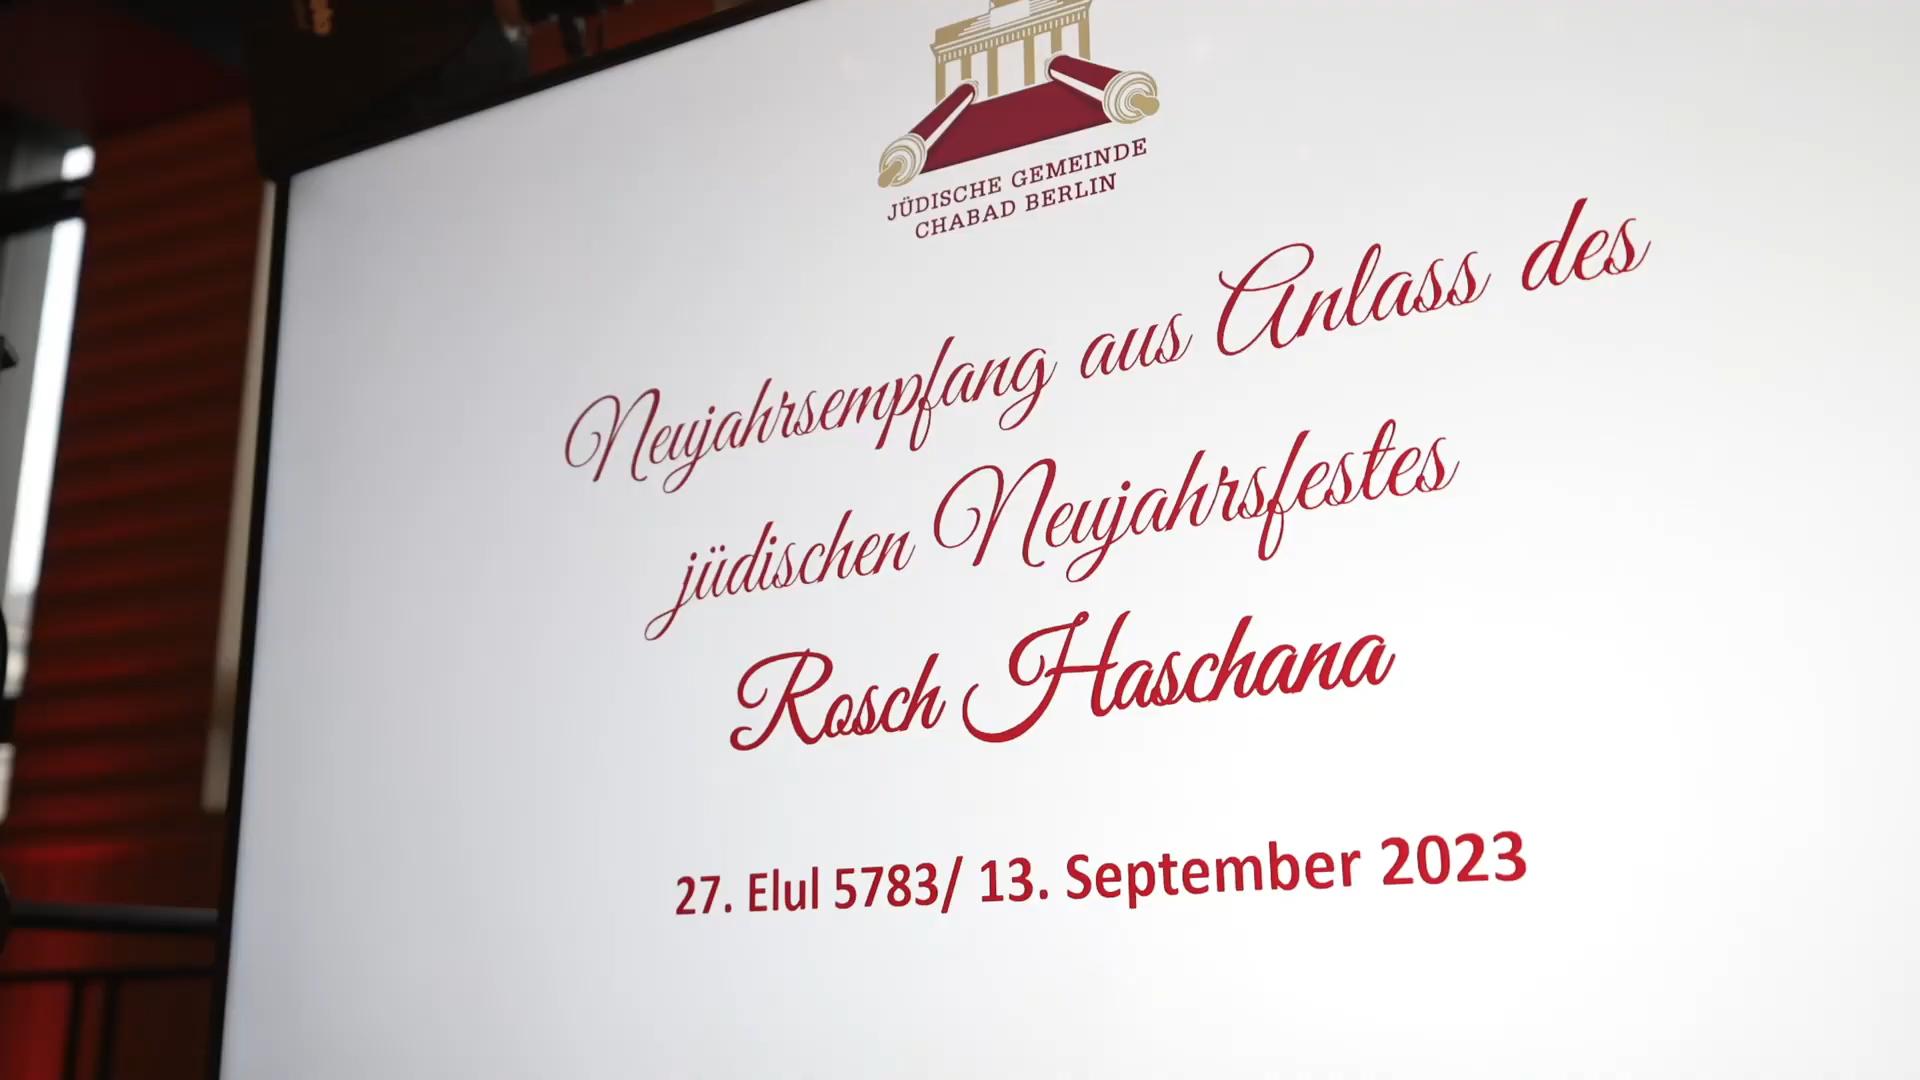 JÜDISCHE GEMEINDE
CHABAD BERLIN
Neujahrsempfang aus Anlass des
jüdischen Neujahrsfestes
Rosch Haschana
27. Elul 5783/ 13. September 2023